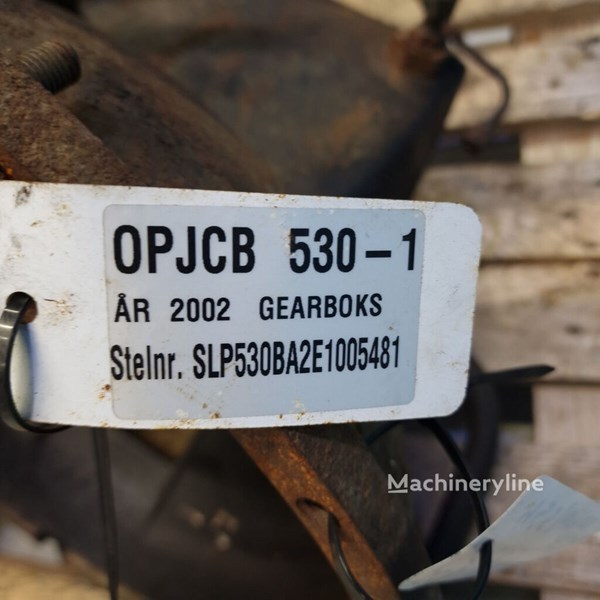 OPJCB 530-1
ÅR 2002 GEARBOKS
Stelnr. SLP530BA2E1005481
Machineryline